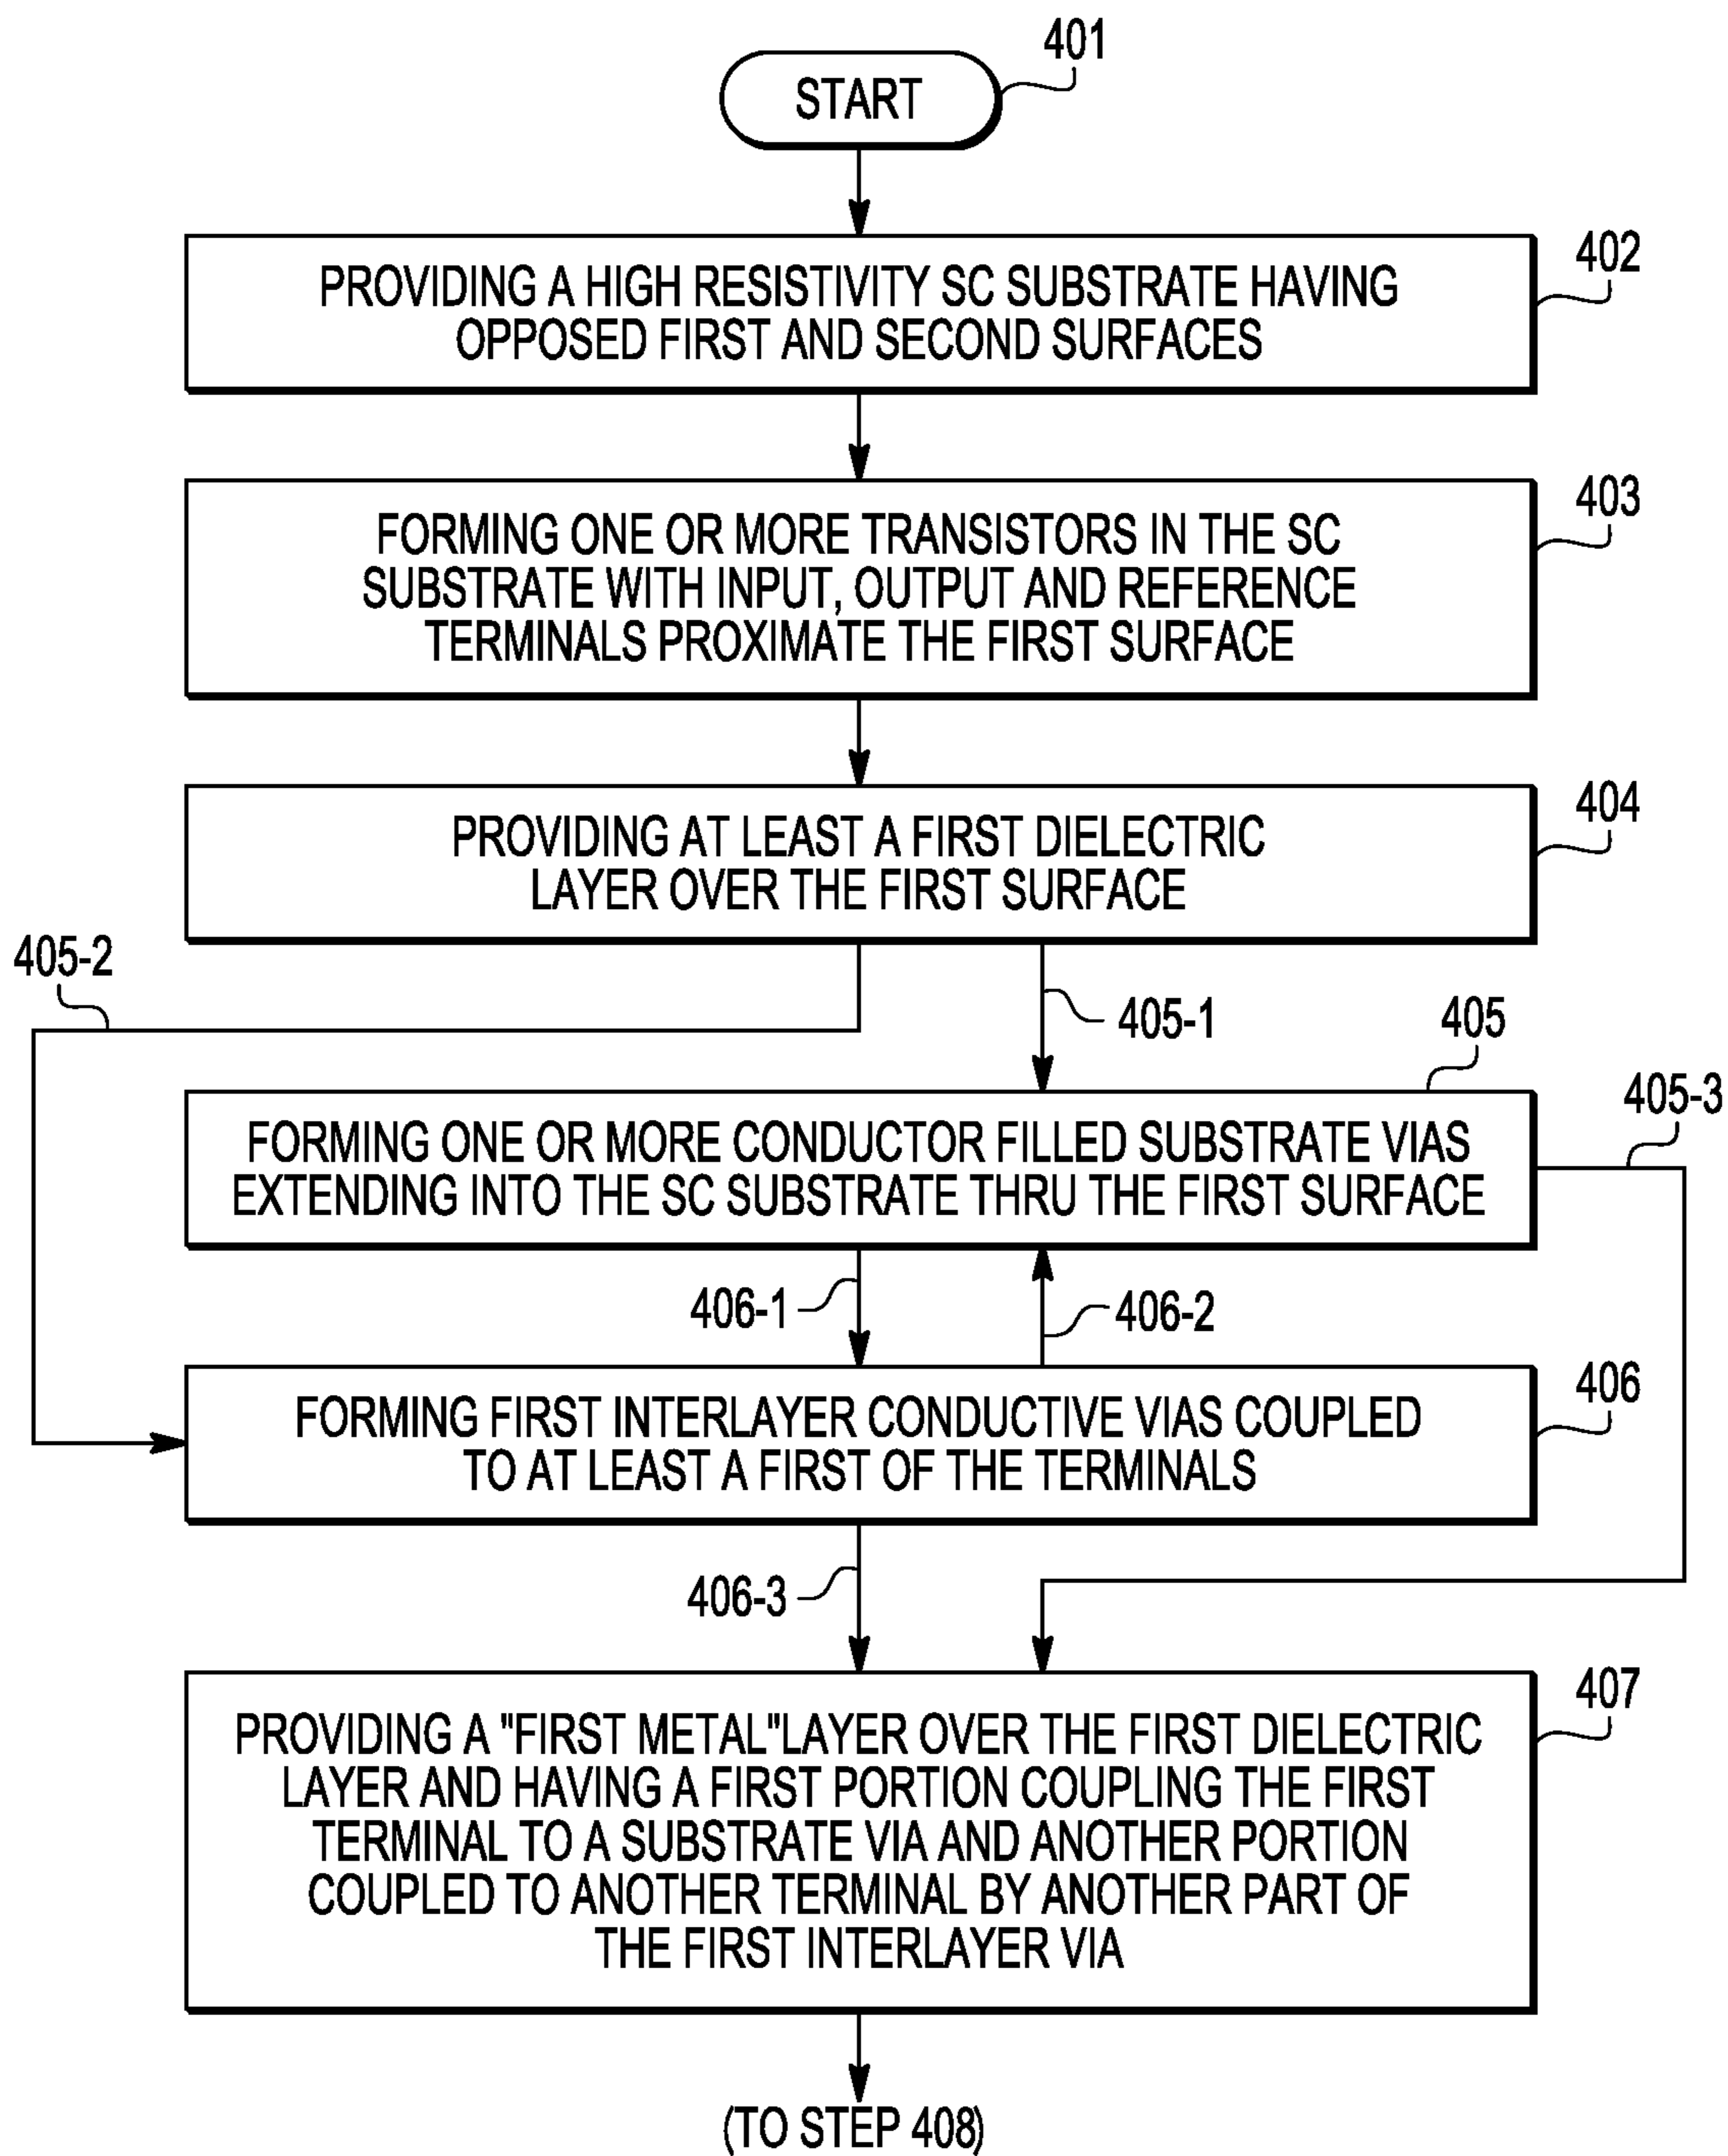 401
START
402
PROVIDING A HIGH RESISTIVITY SC SUBSTRATE HAVING
OPPOSED FIRST AND SECOND SURFACES
403
FORMING ONE OR MORE TRANSISTORS IN THE SC
SUBSTRATE WITH INPUT, OUTPUT AND REFERENCE
TERMINALS PROXIMATE THE FIRST SURFACE
404
PROVIDING AT LEAST A FIRST DIELECTRIC
LAYER OVER THE FIRST SURFACE
405-2
405-1
405
405-3
FORMING ONE OR MORE CONDUCTOR FILLED SUBSTRATE VIAS
EXTENDING INTO THE SC SUBSTRATE THRU THE FIRST SURFACE
406-1
406-2
406
FORMING FIRST INTERLAYER CONDUCTIVE VIAS COUPLED
TO AT LEAST A FIRST OF THE TERMINALS
406-3
407
PROVIDING A "FIRST METAL"LAYER OVER THE FIRST DIELECTRIC
LAYER AND HAVING A FIRST PORTION COUPLING THE FIRST
TERMINAL TO A SUBSTRATE VIA AND ANOTHER PORTION
COUPLED TO ANOTHER TERMINAL BY ANOTHER PART OF
THE FIRST INTERLAYER VIA
(TO STEP 408)